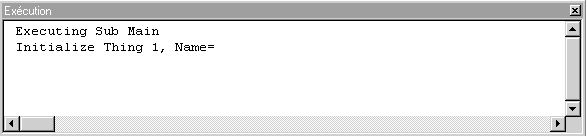 Exécution
Executing Sub Main
Initialize Thing 1, Name=